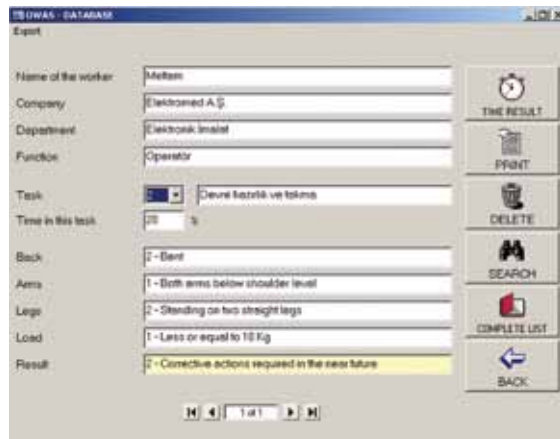 OWAS - DATABASE
Export
Name of the worker Meltem
Company Elektromed A.Ş.
Department Elektronik İmalat
Function Operatör
Task 2 Devre hazırlık ve takma
Time in this task 20 %
Back 2 - Bent
Arms 1 - Both arms below shoulder level
Legs 2 - Standing on two straight legs
Load 1 - Less or equal to 10 Kg
Result 2 - Corrective actions required in the near future
1 of 1
TIME RESULT
PRINT
DELETE
SEARCH
COMPLETE LIST
BACK